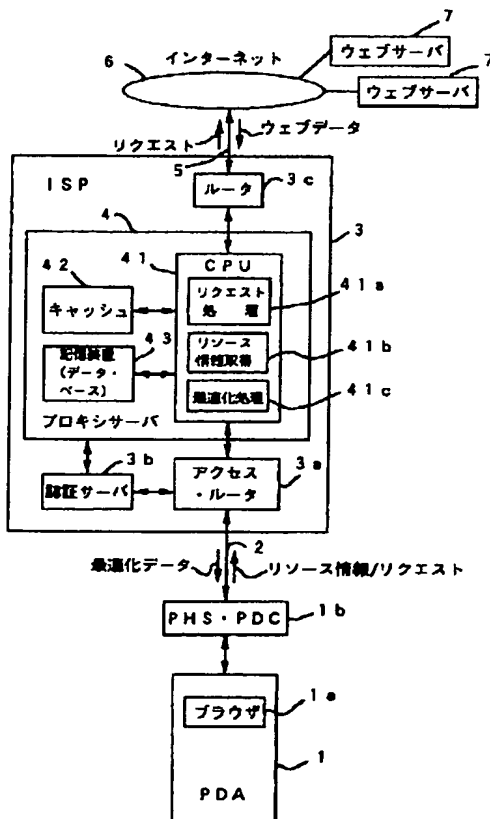 7
インターネット
ウェブサーバ
6
7
ウェブサーバ
ウェブデータ
リクエスト
5
ISP
ルータ
3c
4
3
42
41
CPU
キャッシュ
リクエスト
処理
41a
43
記憶装置
(データ・
ベース)
リソース
情報取得
41b
最適化処理
41c
プロキシサーバ
3b
認証サーバ
アクセス
・ルータ
3a
2
最適化データ
リソース情報/リクエスト
PHS・PDC
1b
ブラウザ
1a
1
PDA